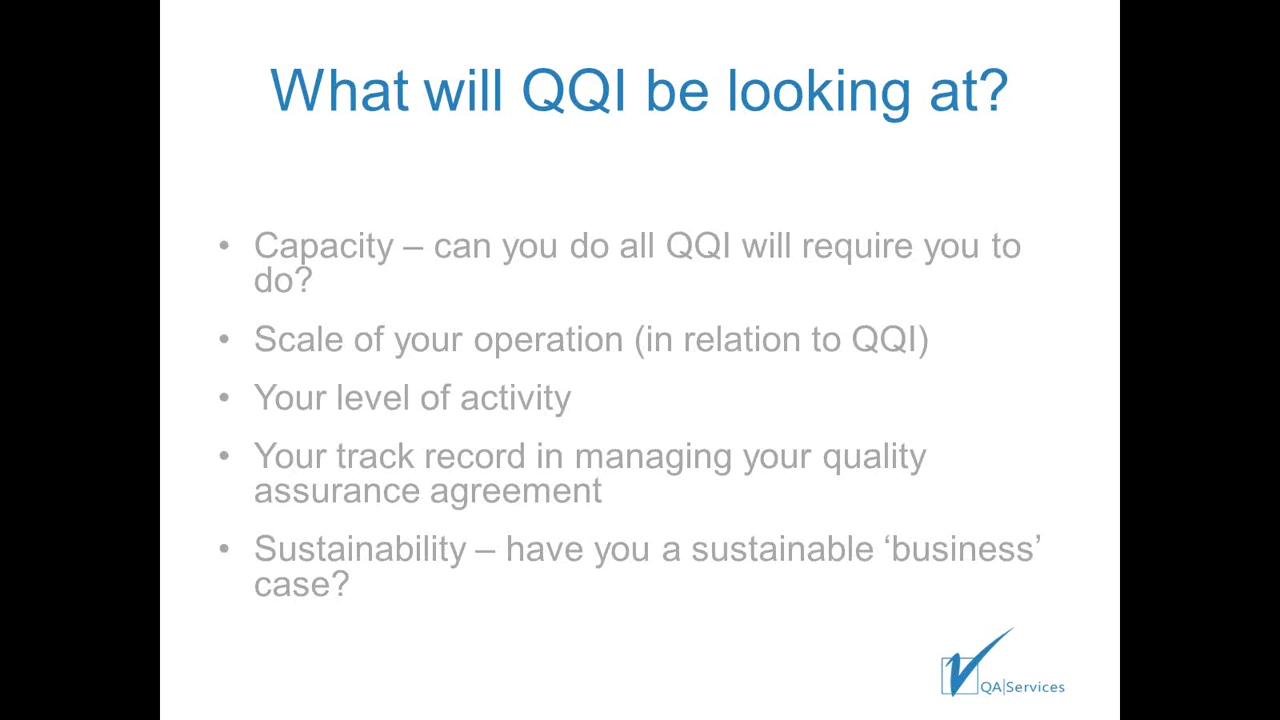 What will QQI be looking at?
• Capacity – can you do all QQI will require you to
do?
• Scale of your operation (in relation to QQI)
• Your level of activity
• Your track record in managing your quality
assurance agreement
• Sustainability – have you a sustainable ‘business’
case?
QA|Services